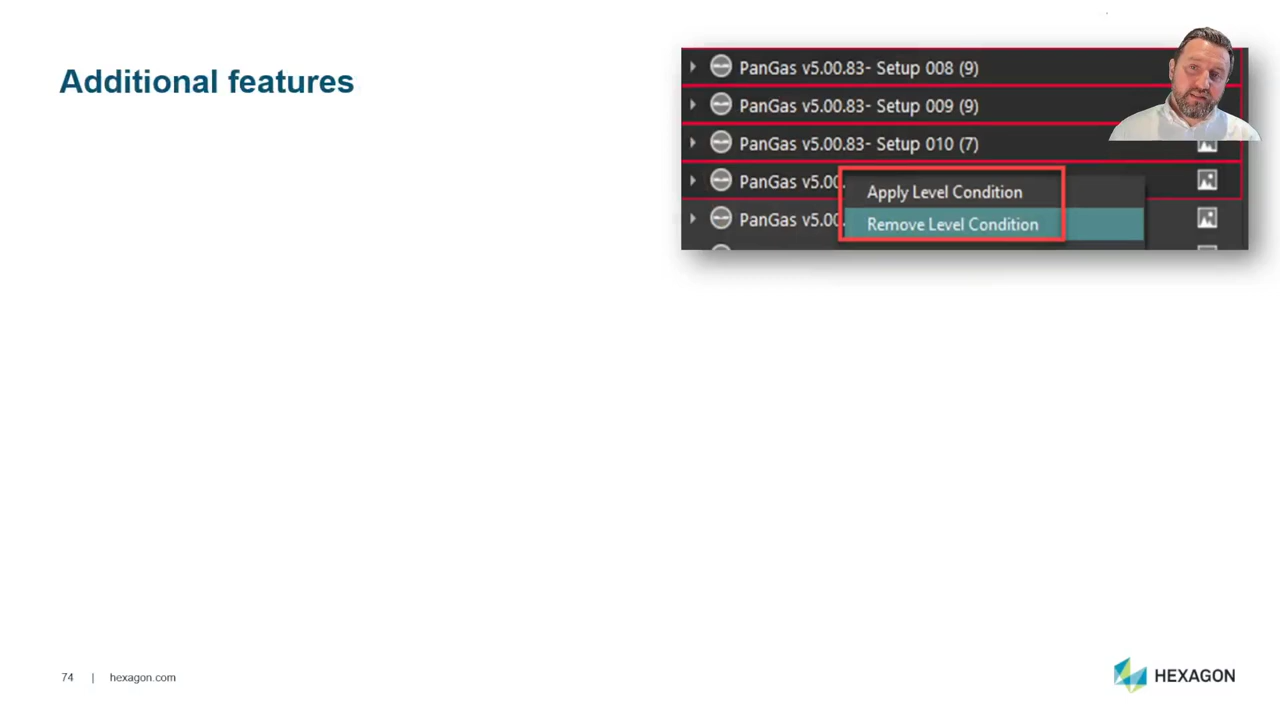 Additional features
PanGas v5.00.83- Setup 008 (9)
PanGas v5.00.83- Setup 009 (9)
PanGas v5.00.83- Setup 010 (7)
PanGas v5.00.
Apply Level Condition
PanGas v5.00.
Remove Level Condition
74 | hexagon.com
HEXAGON